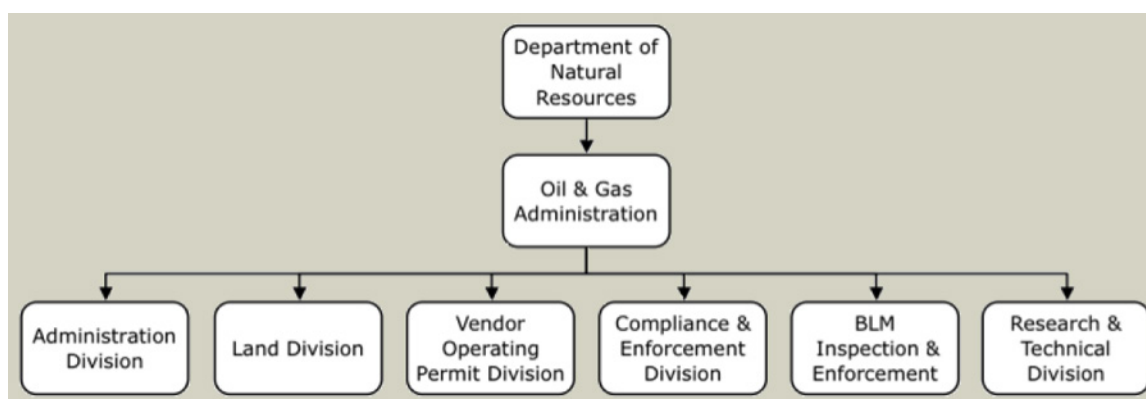 Department of
Natural
Resources
Oil & Gas
Administration
Administration
Division
Land Division
Vendor
Operating
Permit Division
Compliance &
Enforcement
Division
BLM
Inspection &
Enforcement
Research &
Technical
Division